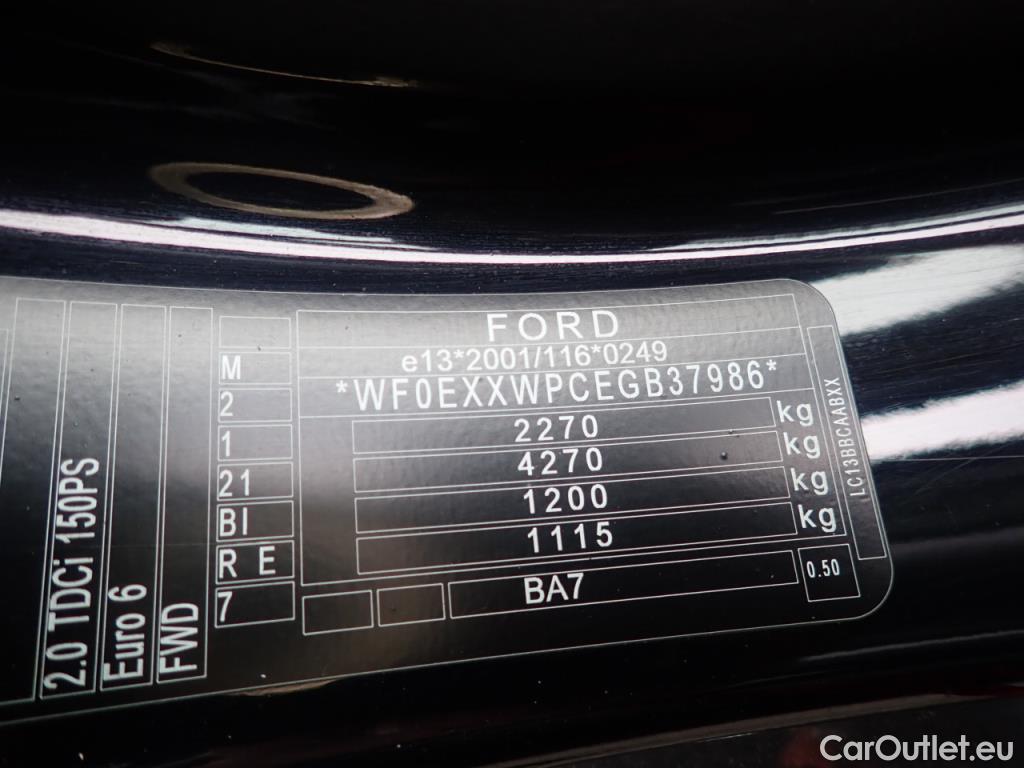 FORD
e13*2001/116*0249
*WF0EXXWPCEGB37986*
2270 kg
4270 kg
1200 kg
1115 kg
BA7
0.50
LC13BBCAABXX
M
2
1
21
BI
R E
7
2.0 TDCi 150PS
Euro 6
FWD
CarOutlet.eu